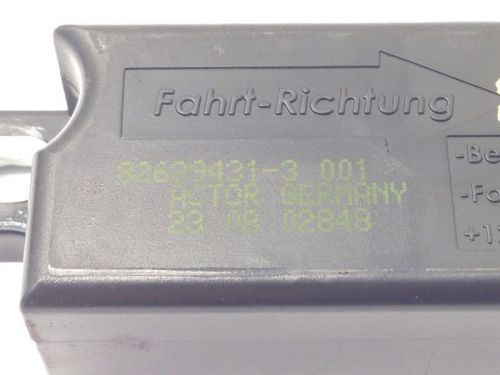 Fahrt-Richtung
82629431-3 001
ACTOR GERMANY
23 08 02848
-Be
-Fa
+1